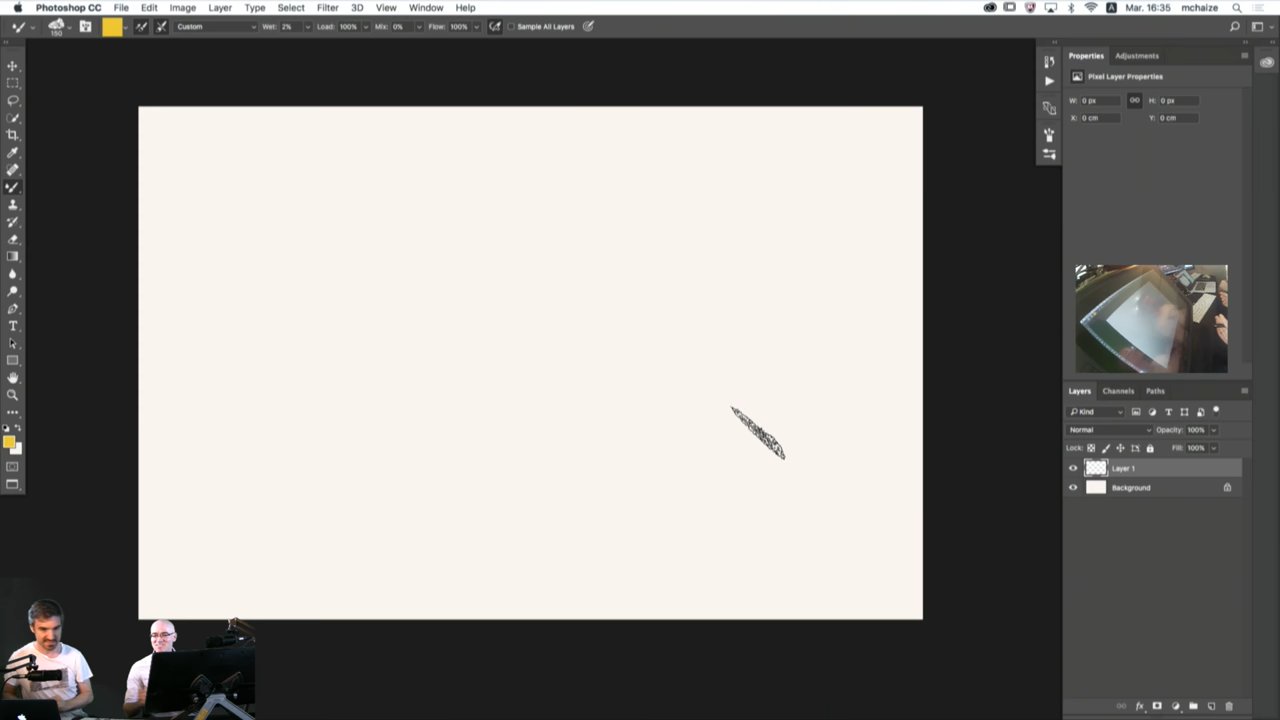 Photoshop CC File Edit Image Layer Type Select Filter 3D View Window Help A Mar. 16:35 mchaize
150 Custom Wet: 2% Load: 100% Mix: 0% Flow: 100% Sample All Layers
Properties Adjustments
Pixel Layer Properties
W: 0 px H: 0 px
X: 0 cm Y: 0 cm
Layers Channels Paths
Kind
Normal Opacity: 100%
Lock: Fill: 100%
Layer 1
Background
fx